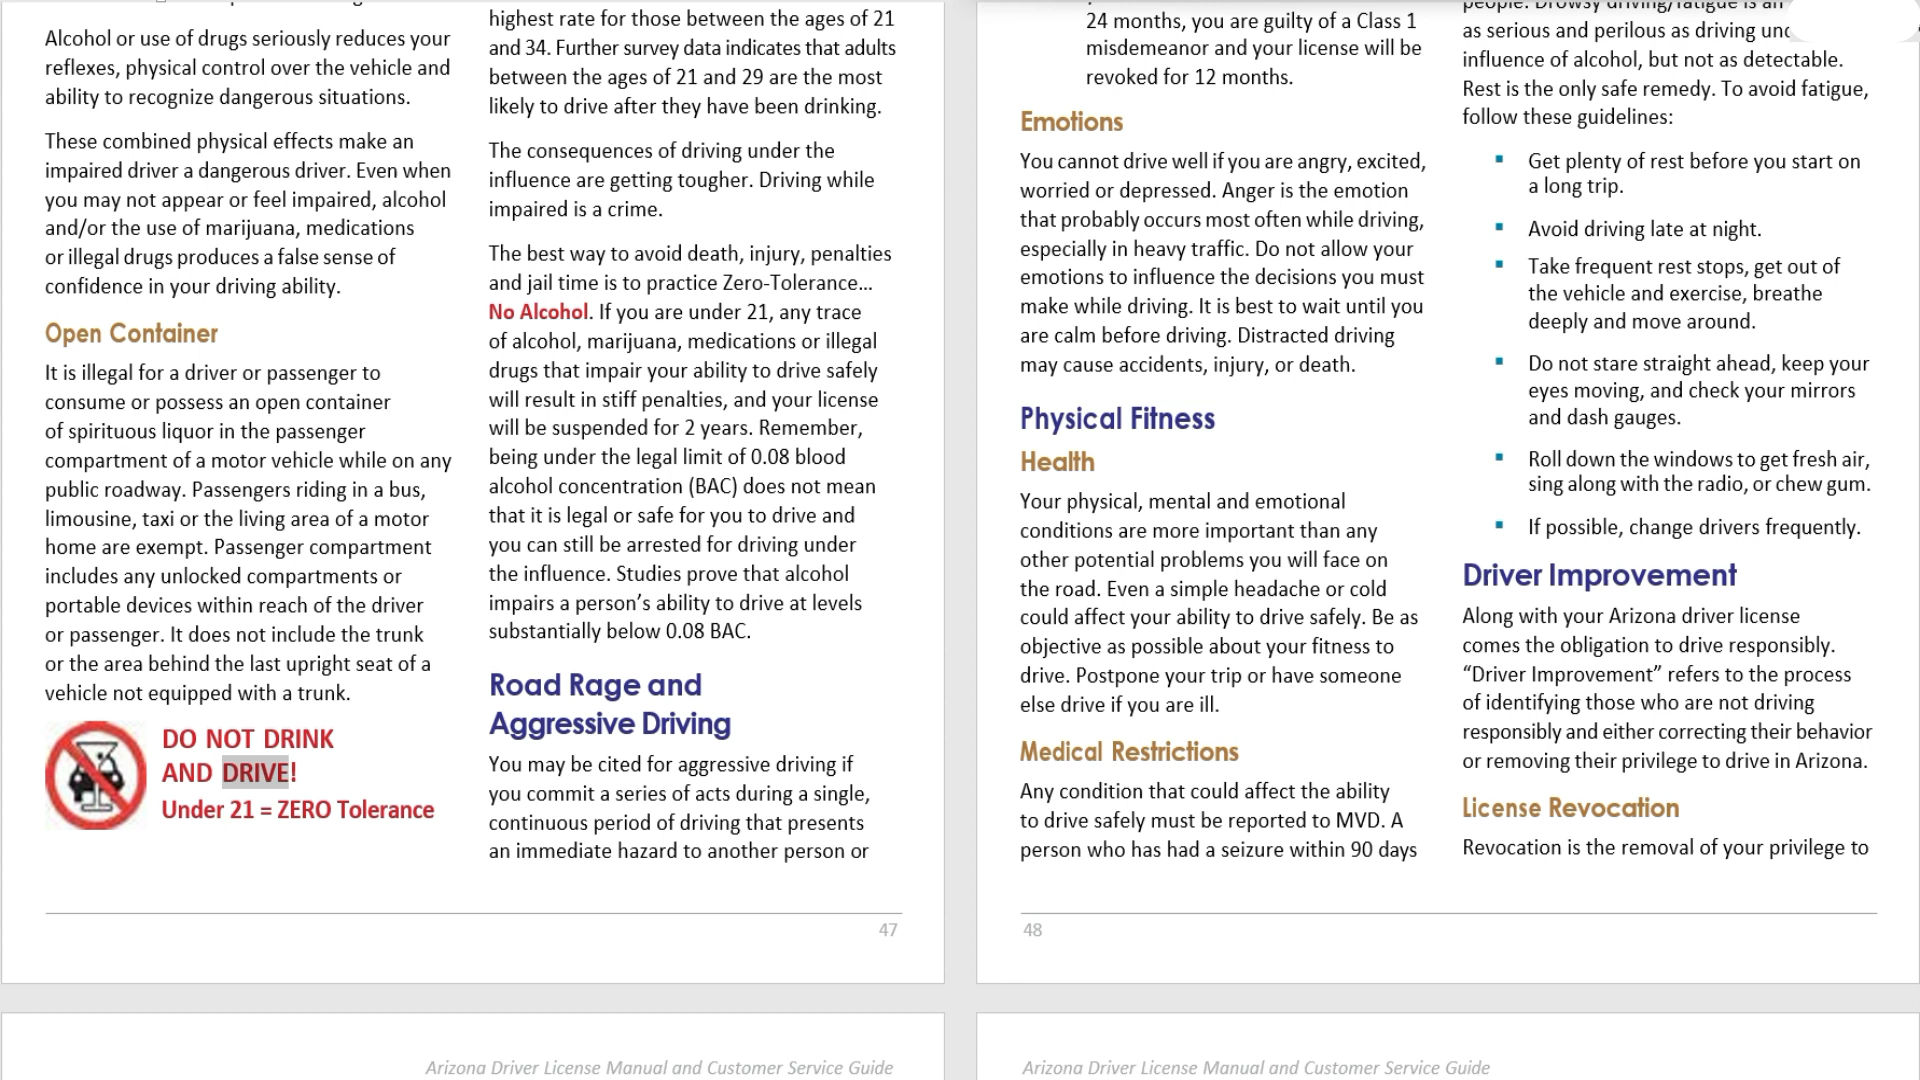 Alcohol or use of drugs seriously reduces your
reflexes, physical control over the vehicle and
ability to recognize dangerous situations.
These combined physical effects make an
impaired driver a dangerous driver. Even when
you may not appear or feel impaired, alcohol
and/or the use of marijuana, medications
or illegal drugs produces a false sense of
confidence in your driving ability.
Open Container
It is illegal for a driver or passenger to
consume or possess an open container
of spirituous liquor in the passenger
compartment of a motor vehicle while on any
public roadway. Passengers riding in a bus,
limousine, taxi or the living area of a motor
home are exempt. Passenger compartment
includes any unlocked compartments or
portable devices within reach of the driver
or passenger. It does not include the trunk
or the area behind the last upright seat of a
vehicle not equipped with a trunk.
DO NOT DRINK
AND DRIVE!
Under 21 = ZERO Tolerance
highest rate for those between the ages of 21
and 34. Further survey data indicates that adults
between the ages of 21 and 29 are the most
likely to drive after they have been drinking.
The consequences of driving under the
influence are getting tougher. Driving while
impaired is a crime.
The best way to avoid death, injury, penalties
and jail time is to practice Zero-Tolerance...
No Alcohol. If you are under 21, any trace
of alcohol, marijuana, medications or illegal
drugs that impair your ability to drive safely
will result in stiff penalties, and your license
will be suspended for 2 years. Remember,
being under the legal limit of 0.08 blood
alcohol concentration (BAC) does not mean
that it is legal or safe for you to drive and
you can still be arrested for driving under
the influence. Studies prove that alcohol
impairs a person’s ability to drive at levels
substantially below 0.08 BAC.
Road Rage and
Aggressive Driving
You may be cited for aggressive driving if
you commit a series of acts during a single,
continuous period of driving that presents
an immediate hazard to another person or
47
24 months, you are guilty of a Class 1
misdemeanor and your license will be
revoked for 12 months.
Emotions
You cannot drive well if you are angry, excited,
worried or depressed. Anger is the emotion
that probably occurs most often while driving,
especially in heavy traffic. Do not allow your
emotions to influence the decisions you must
make while driving. It is best to wait until you
are calm before driving. Distracted driving
may cause accidents, injury, or death.
Physical Fitness
Health
Your physical, mental and emotional
conditions are more important than any
other potential problems you will face on
the road. Even a simple headache or cold
could affect your ability to drive safely. Be as
objective as possible about your fitness to
drive. Postpone your trip or have someone
else drive if you are ill.
Medical Restrictions
Any condition that could affect the ability
to drive safely must be reported to MVD. A
person who has had a seizure within 90 days
48
people. Drowsy driving/fatigue is an
as serious and perilous as driving
influence of alcohol, but not as detectable.
Rest is the only safe remedy. To avoid fatigue,
follow these guidelines:
▪ Get plenty of rest before you start on
a long trip.
▪ Avoid driving late at night.
▪ Take frequent rest stops, get out of
the vehicle and exercise, breathe
deeply and move around.
▪ Do not stare straight ahead, keep your
eyes moving, and check your mirrors
and dash gauges.
▪ Roll down the windows to get fresh air,
sing along with the radio, or chew gum.
▪ If possible, change drivers frequently.
Driver Improvement
Along with your Arizona driver license
comes the obligation to drive responsibly.
“Driver Improvement” refers to the process
of identifying those who are not driving
responsibly and either correcting their behavior
or removing their privilege to drive in Arizona.
License Revocation
Revocation is the removal of your privilege to
Arizona Driver License Manual and Customer Service Guide
Arizona Driver License Manual and Customer Service Guide